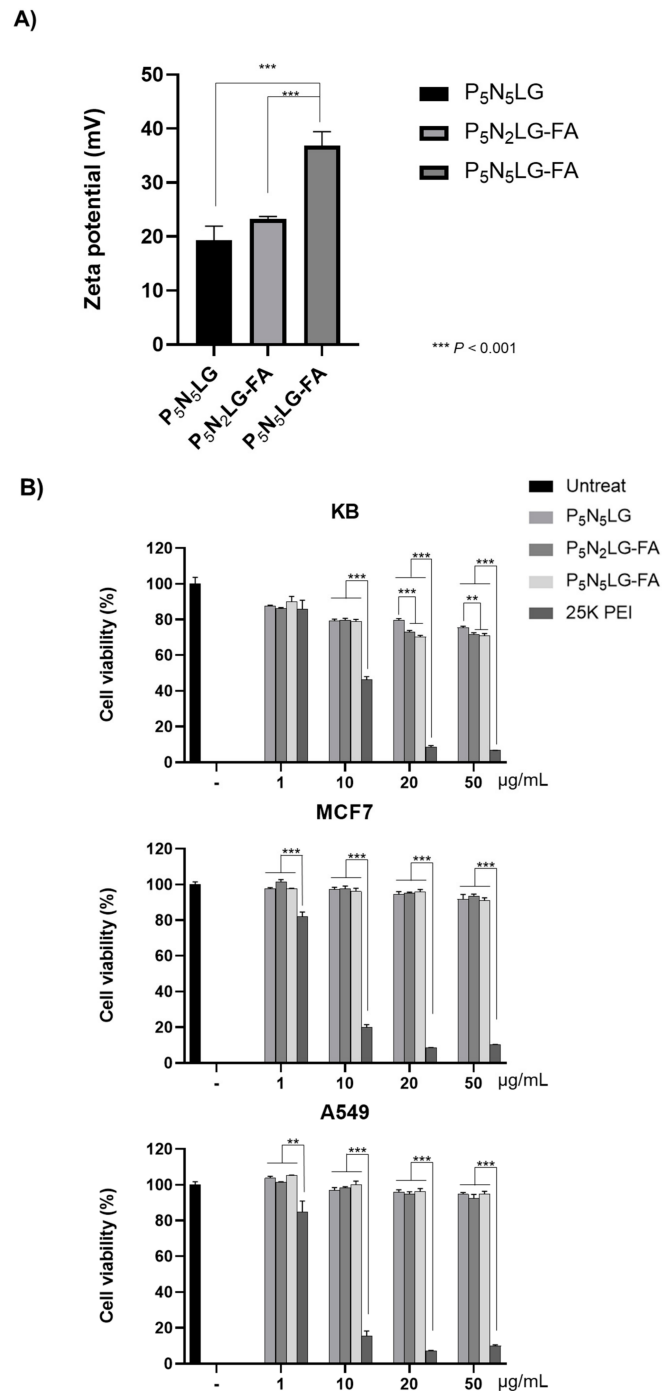 A)
Zeta potential (mV)
50
40
30
20
10
0
***
***
P₅N₅LG
P₅N₂LG-FA
P₅N₅LG-FA
P₅N₅LG
P₅N₂LG-FA
P₅N₅LG-FA
*** P < 0.001
B)
Untreat
P₅N₅LG
P₅N₂LG-FA
P₅N₅LG-FA
25K PEI
KB
Cell viability (%)
120
100
80
60
40
20
0
***
*** ***
** ***
- 1 10 20 50 µg/mL
MCF7
Cell viability (%)
120
100
80
60
40
20
0
*** *** *** ***
- 1 10 20 50 µg/mL
A549
Cell viability (%)
120
100
80
60
40
20
0
** *** *** ***
- 1 10 20 50 µg/mL